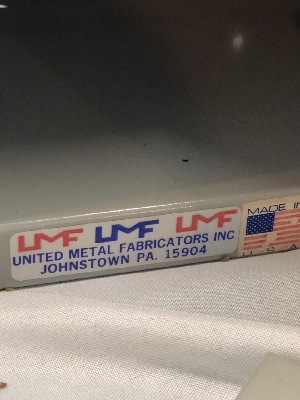 UMF UMF UMF
UNITED METAL FABRICATORS INC
JOHNSTOWN PA. 15904
MADE IN
U.S.A.